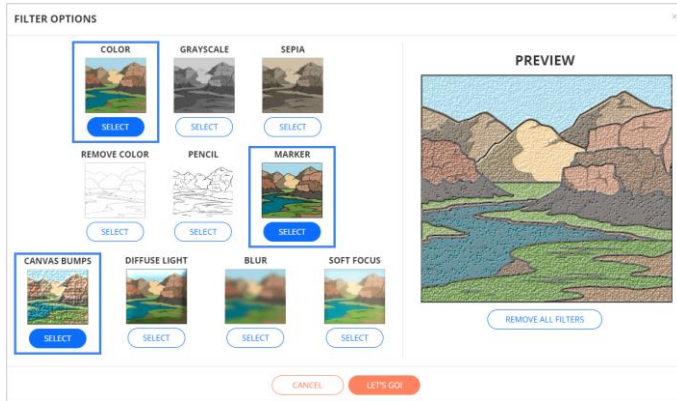 FILTER OPTIONS
×
COLOR GRAYSCALE SEPIA
SELECT SELECT SELECT
REMOVE COLOR PENCIL MARKER
SELECT SELECT SELECT
CANVAS BUMPS DIFFUSE LIGHT BLUR SOFT FOCUS
SELECT SELECT SELECT SELECT
PREVIEW
REMOVE ALL FILTERS
CANCEL LET'S GO!